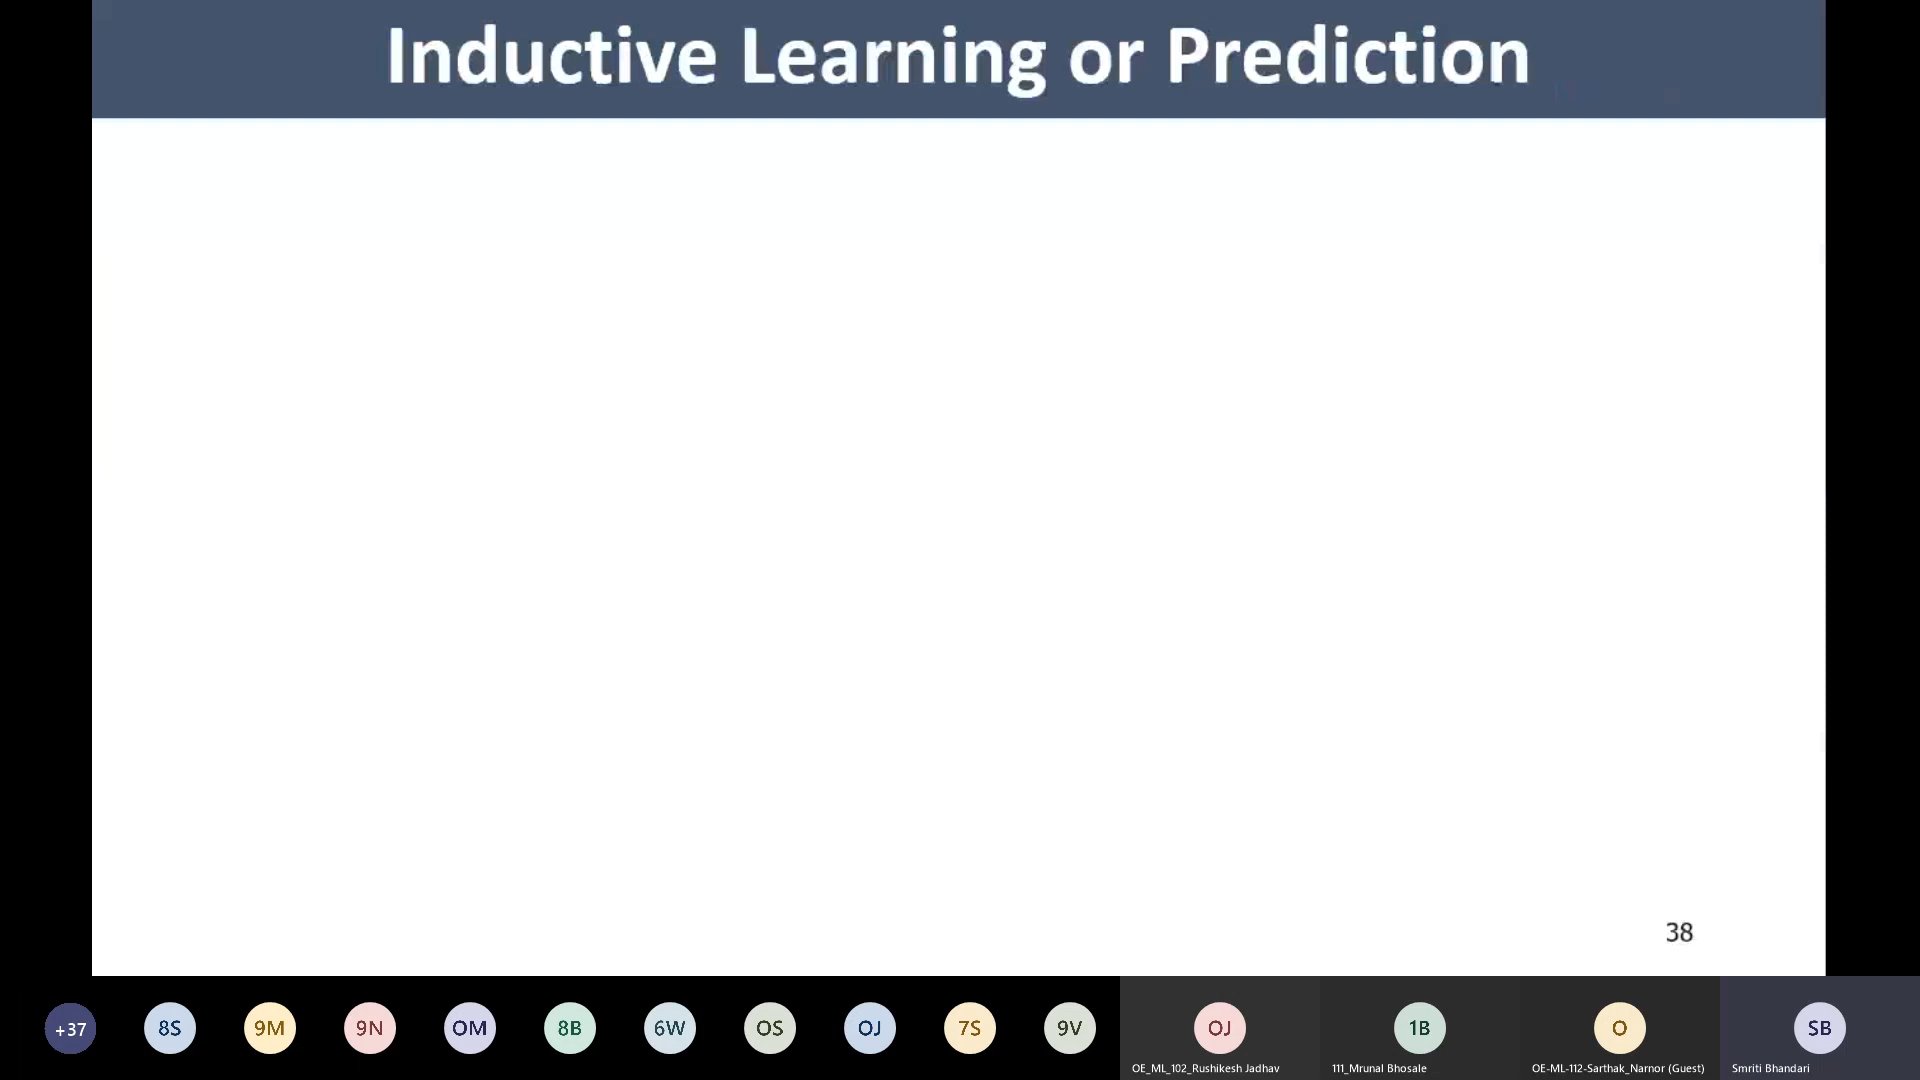 Inductive Learning or Prediction
38
+37
8S
9M
9N
OM
8B
6W
OS
OJ
7S
9V
OJ
1B
O
SB
OE_ML_102_Rushikesh Jadhav
111_Mrunal Bhosale
OE-ML-112-Sarthak_Narnor (Guest)
Smriti Bhandari